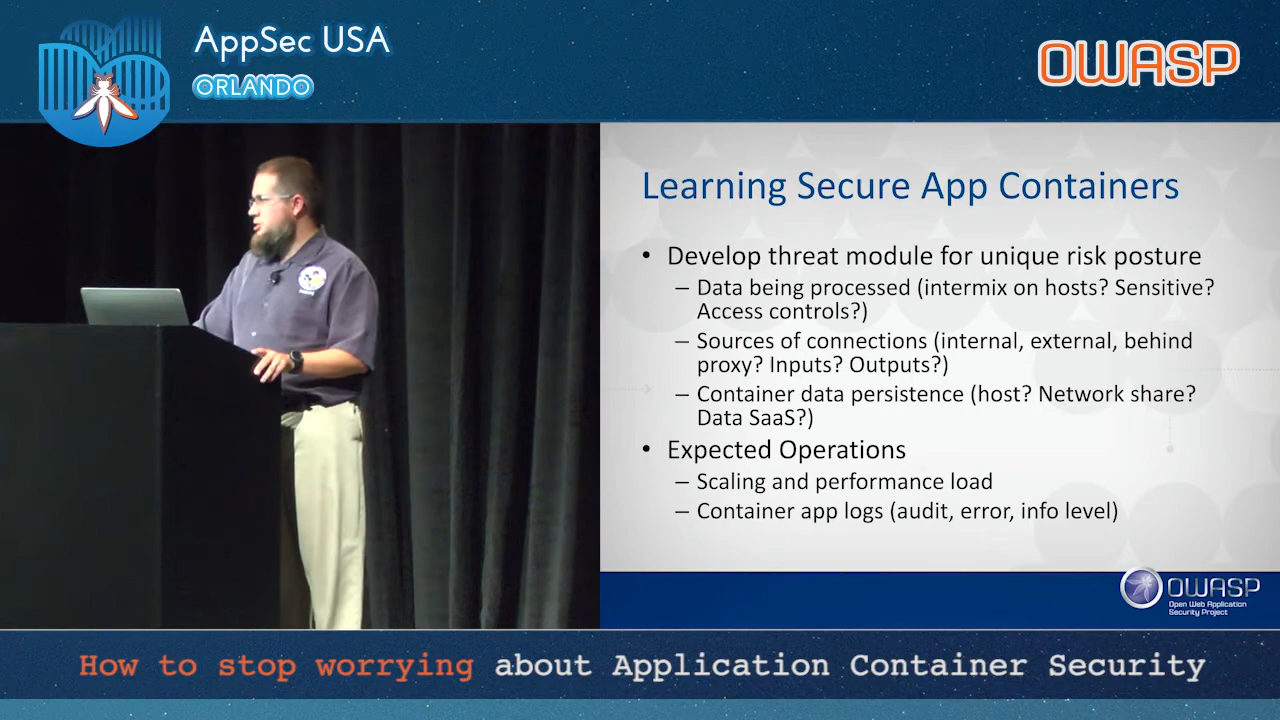 AppSec USA
ORLANDO
OWASP
Learning Secure App Containers
• Develop threat module for unique risk posture
– Data being processed (intermix on hosts? Sensitive?
Access controls?)
– Sources of connections (internal, external, behind
proxy? Inputs? Outputs?)
– Container data persistence (host? Network share?
Data SaaS?)
• Expected Operations
– Scaling and performance load
– Container app logs (audit, error, info level)
OWASP
Open Web Application
Security Project
How to stop worrying about Application Container Security